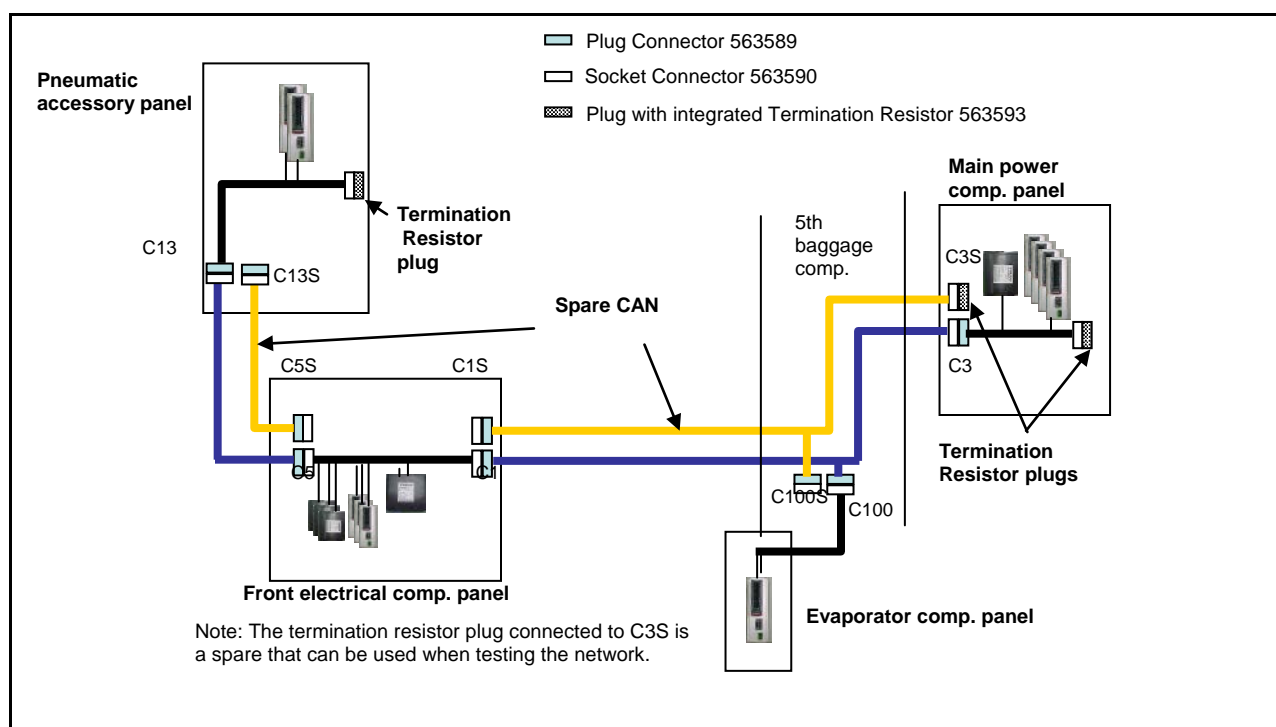 Plug Connector 563589
Socket Connector 563590
Plug with integrated Termination Resistor 563593
Pneumatic
accessory panel
Termination
Resistor
plug
C13
C13S
Spare CAN
5th
baggage
comp.
Main power
comp. panel
C3S
C3
Termination
Resistor plugs
C5S
C1S
C5
C1
C100S
C100
Front electrical comp. panel
Evaporator comp. panel
Note: The termination resistor plug connected to C3S is
a spare that can be used when testing the network.